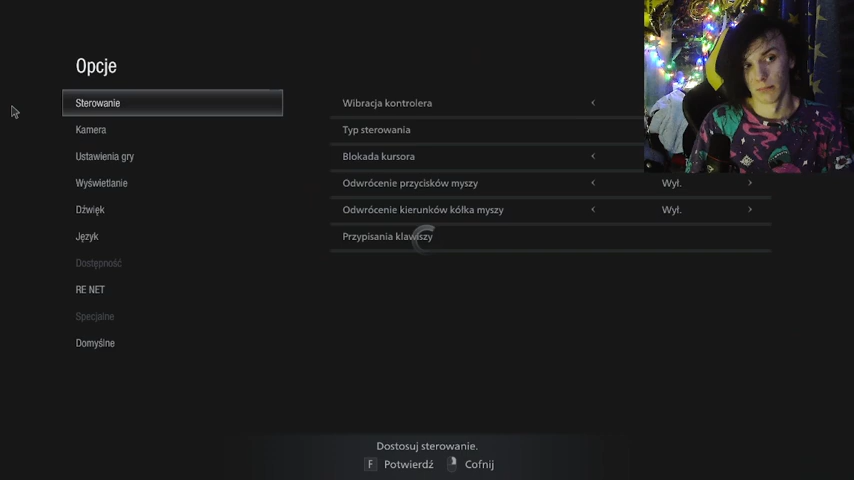 Opcje
Sterowanie
Kamera
Ustawienia gry
Wyświetlanie
Dźwięk
Język
Dostępność
RE NET
Specjalne
Domyślne
Wibracja kontrolera
Typ sterowania
Blokada kursora
Odwrócenie przycisków myszy Wył.
Odwrócenie kierunków kółka myszy Wył.
Przypisania klawiszy
Dostosuj sterowanie.
F Potwierdź Cofnij